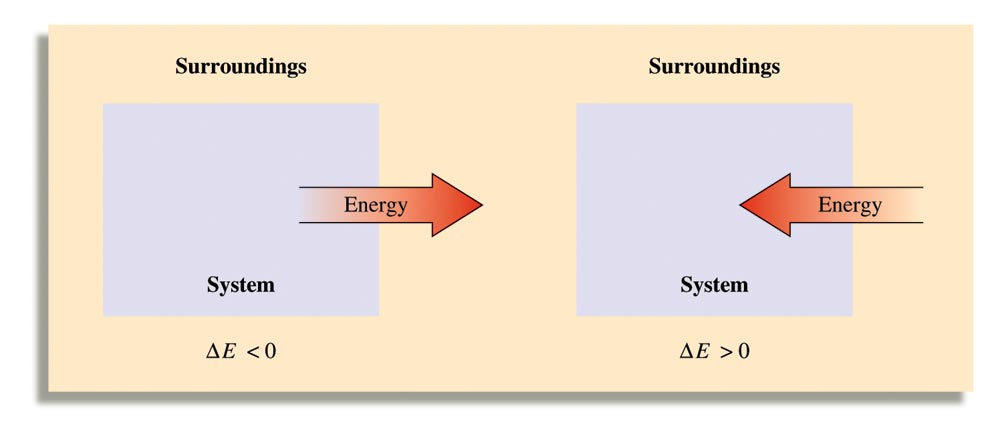 Surroundings
Energy
System
ΔE < 0
Surroundings
Energy
System
ΔE > 0